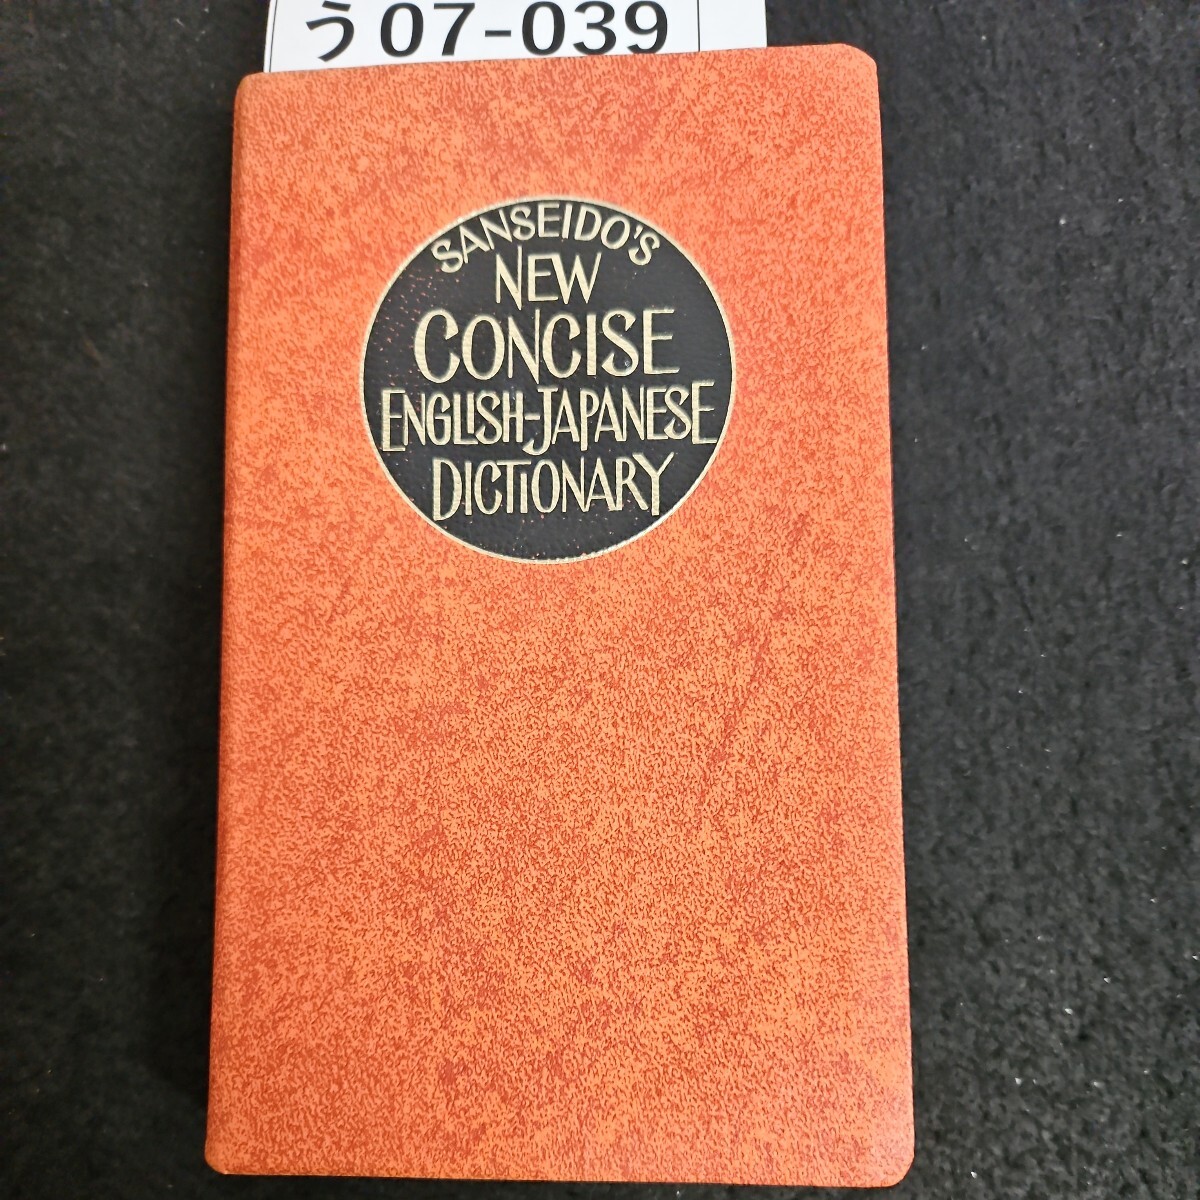 う07-039
SANSEIDO'S
NEW
CONCISE
ENGLISH-JAPANESE
DICTIONARY